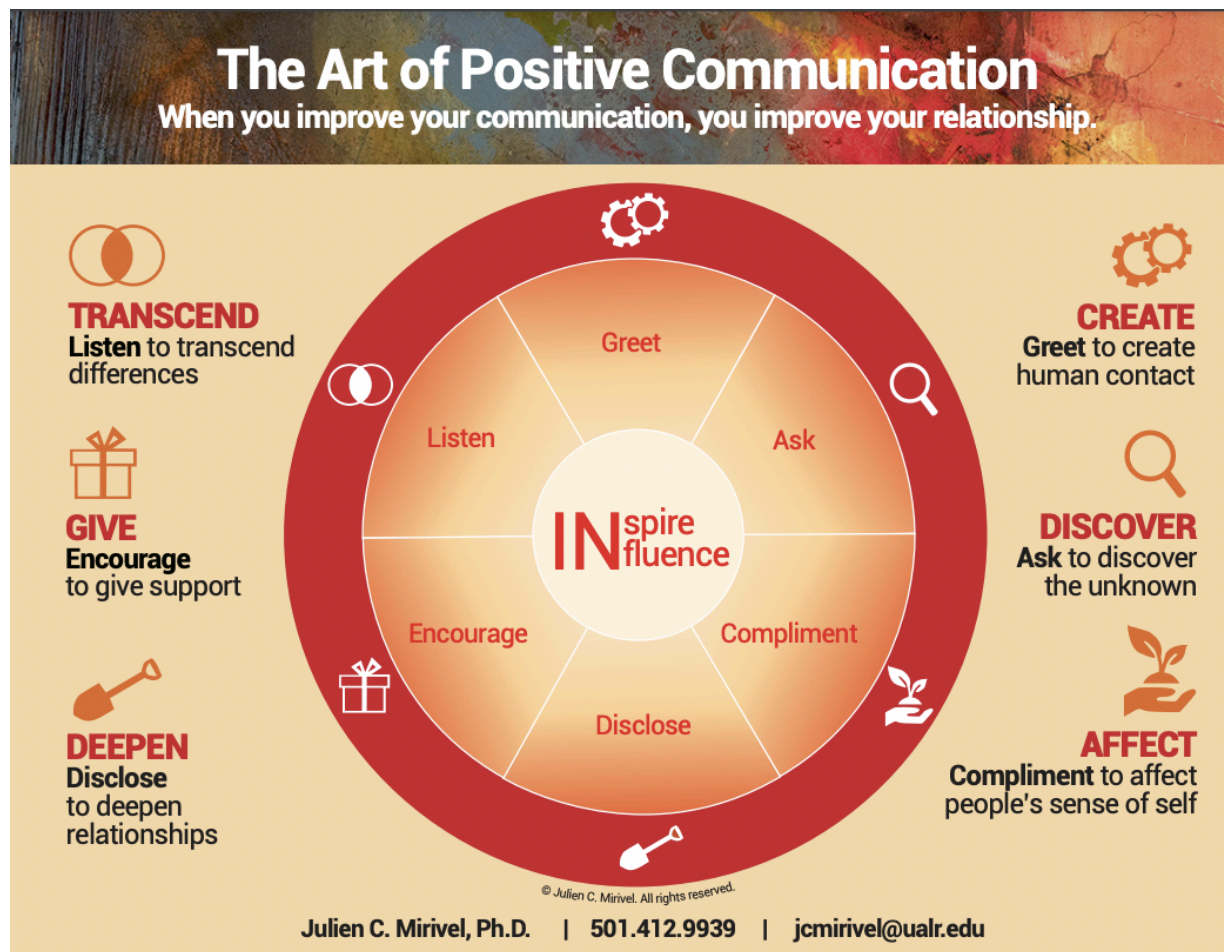 The Art of Positive Communication
When you improve your communication, you improve your relationship.
TRANSCEND
Listen to transcend
differences
GIVE
Encourage
to give support
DEEPEN
Disclose
to deepen
relationships
Greet
Ask
Compliment
Disclose
Encourage
Listen
INspire
fluence
CREATE
Greet to create
human contact
DISCOVER
Ask to discover
the unknown
AFFECT
Compliment to affect
people's sense of self
© Julien C. Mirivel. All rights reserved.
Julien C. Mirivel, Ph.D. | 501.412.9939 | jcmirivel@ualr.edu